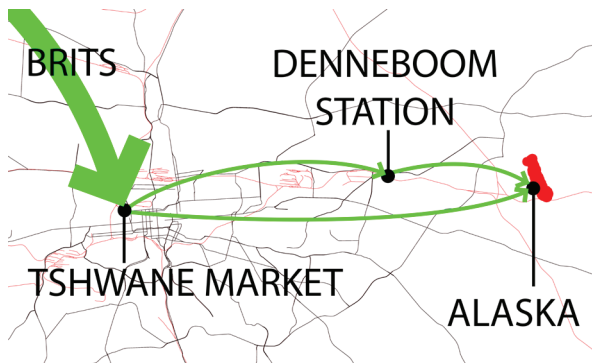 BRITS
DENNEBOOM
STATION
TSHWANE MARKET
ALASKA